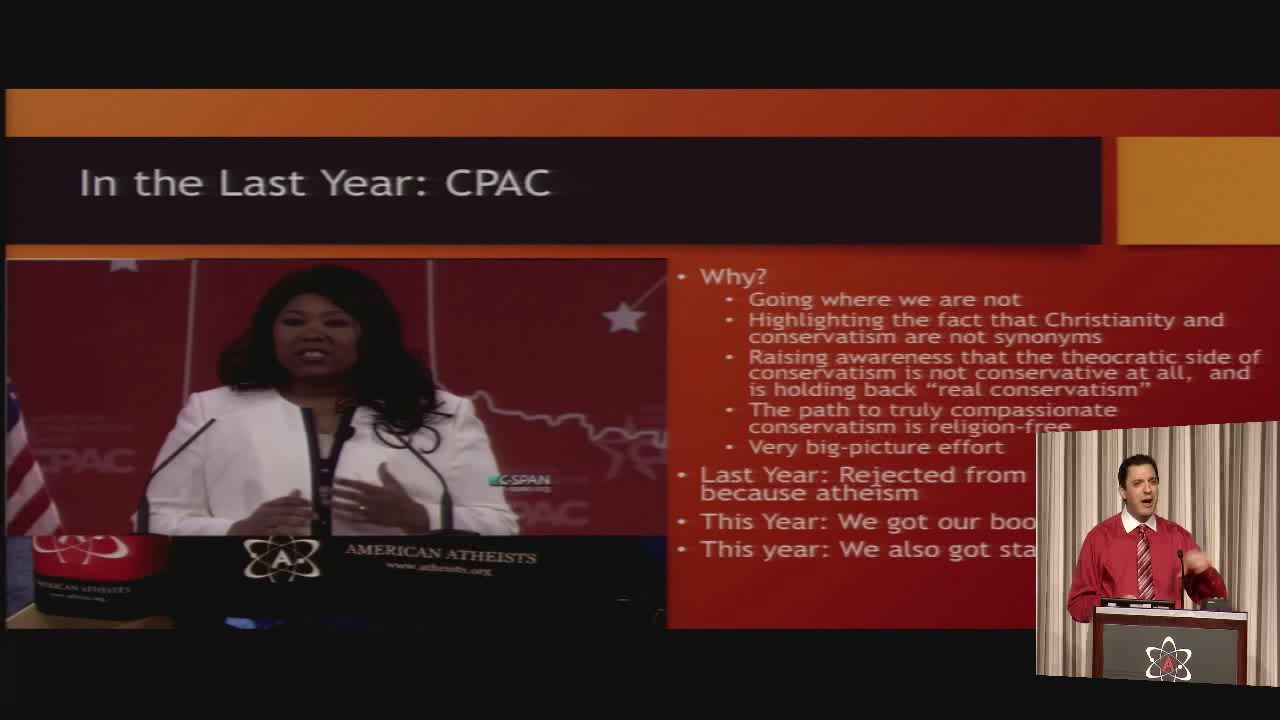 In the Last Year: CPAC
• Why?
• Going where we are not
• Highlighting the fact that Christianity and
conservatism are not synonyms
• Raising awareness that the theocratic side of
conservatism is not conservative at all, and
is holding back “real conservatism”
• The path to truly compassionate
conservatism is religion-free
• Very big-picture effort
• Last Year: Rejected from
because atheism
• This Year: We got our boo
• This year: We also got sta
CPAC
C-SPAN
PAC
A
AMERICAN ATHEISTS
www.atheists.org
AMERICAN ATHEISTS
A